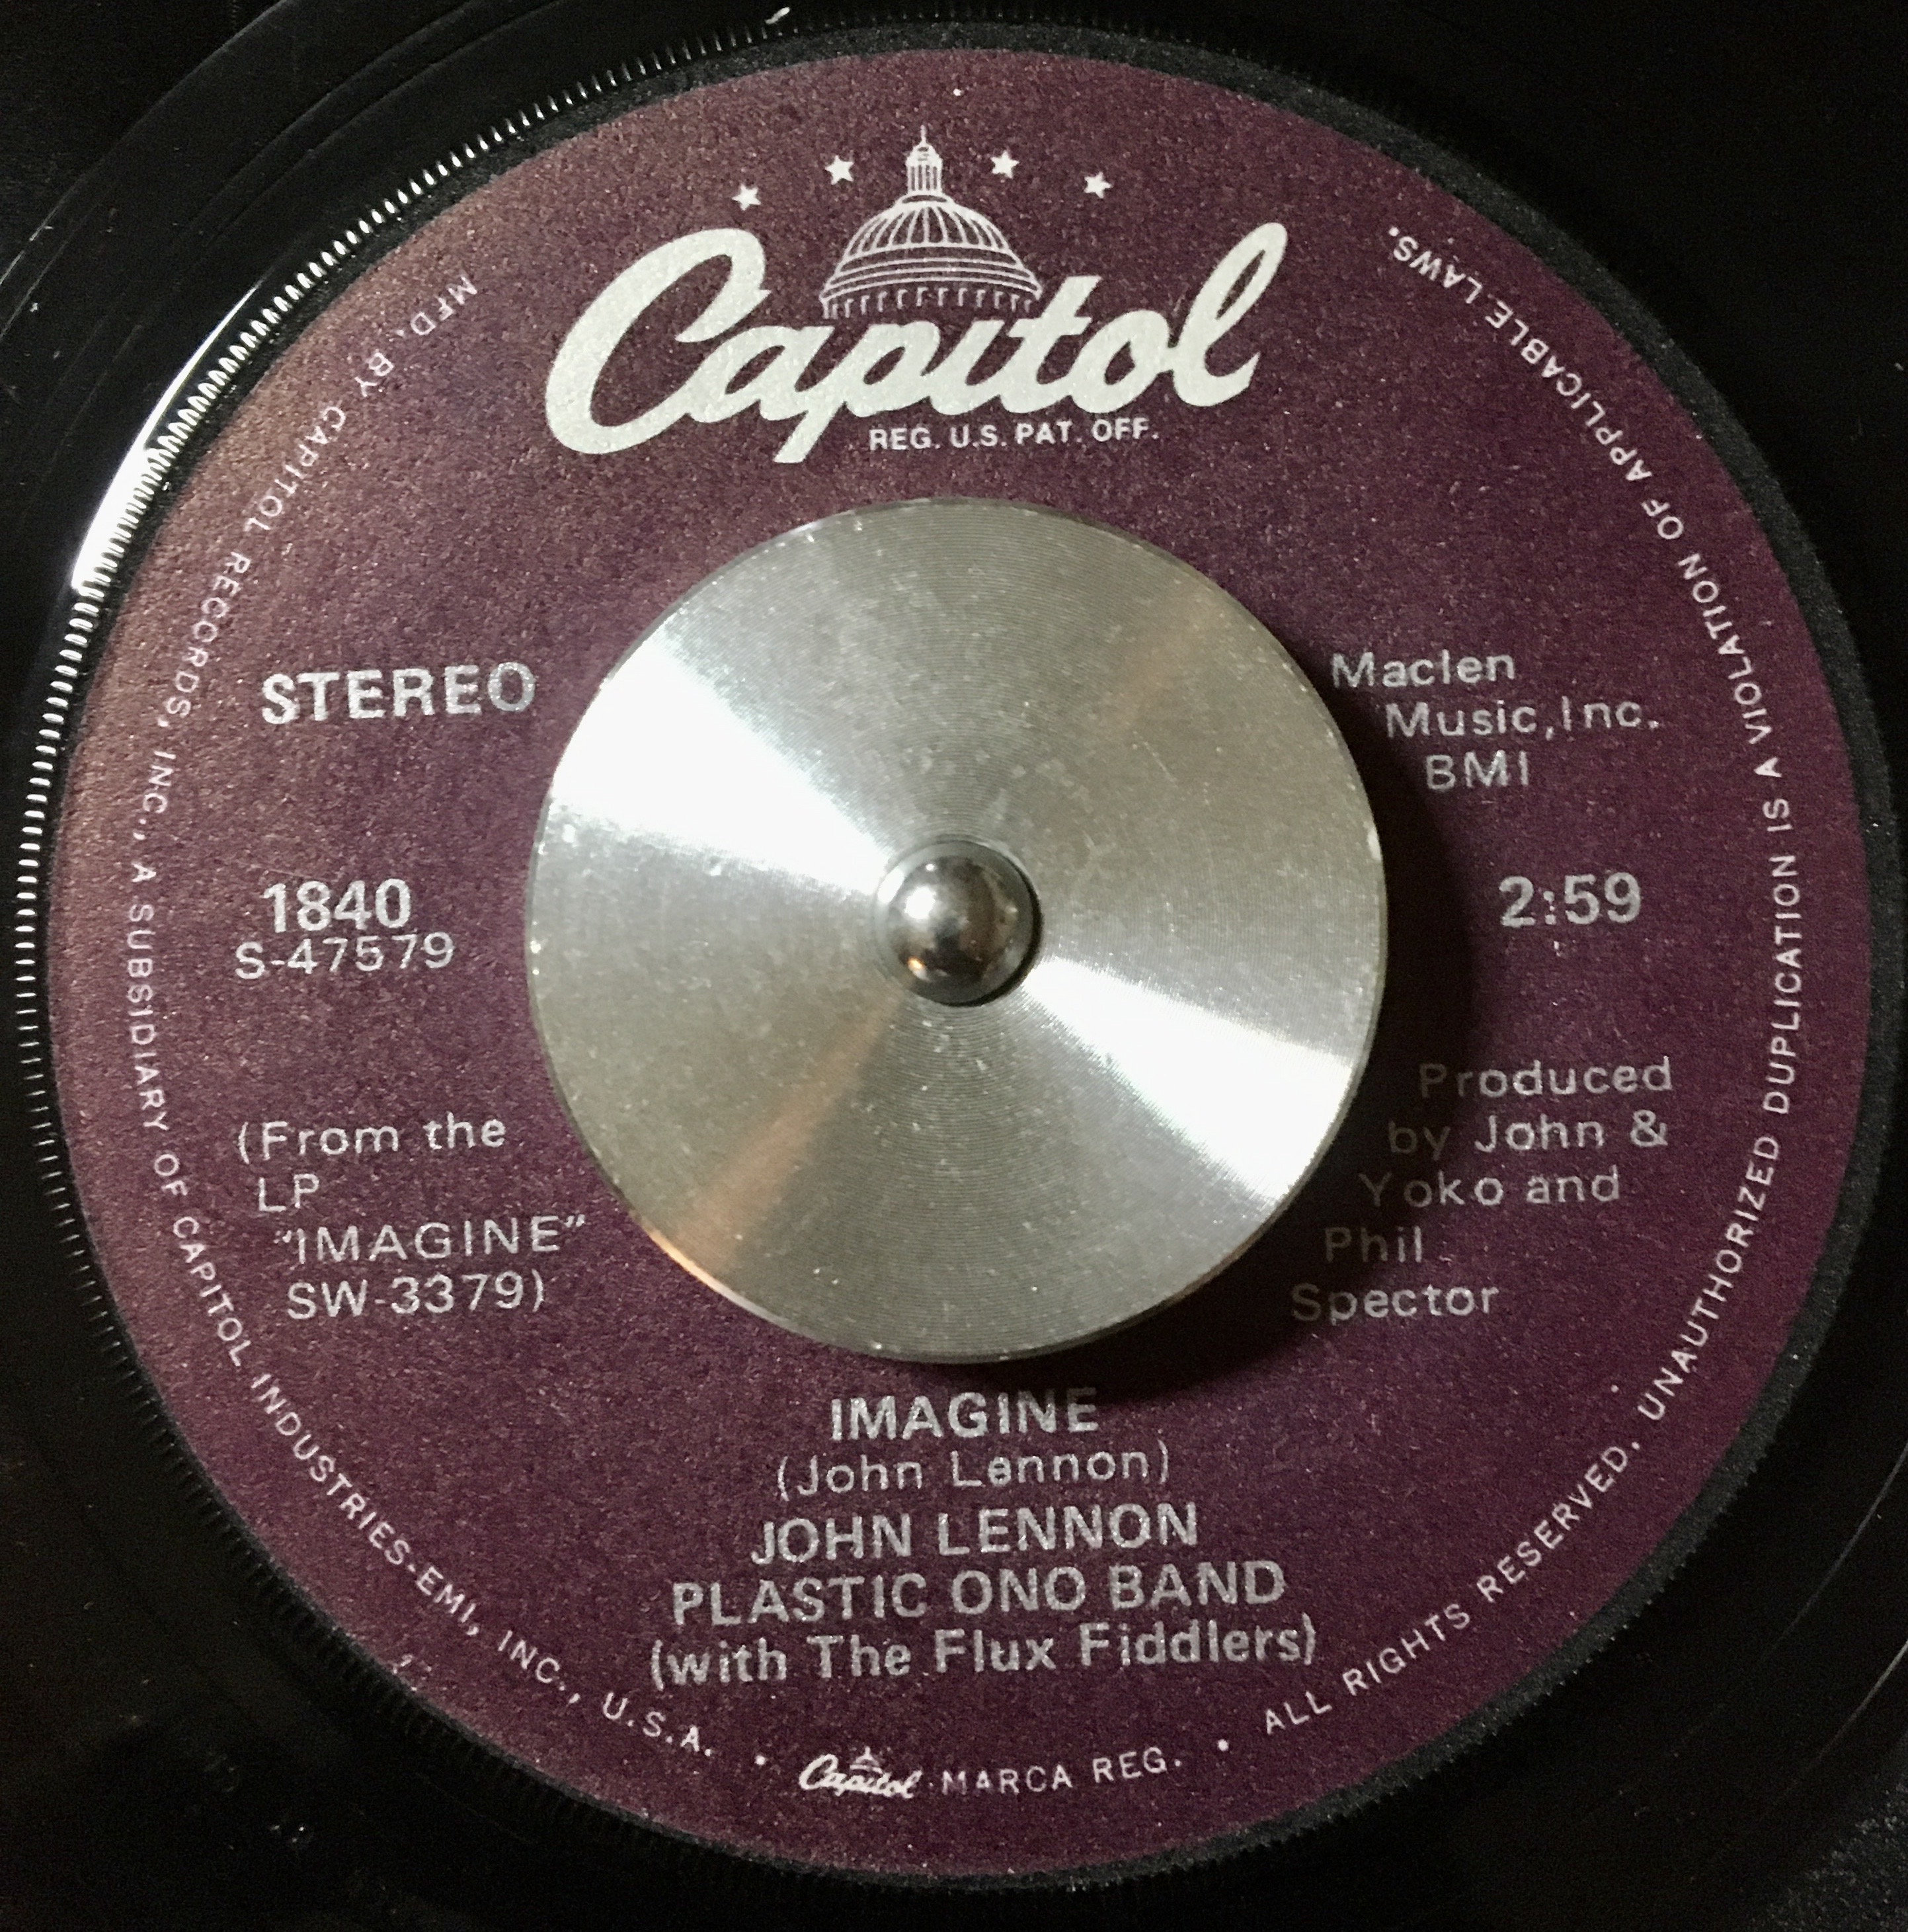 Capitol
REG. U.S. PAT. OFF.
STEREO
1840
S-47579
(From the
LP
"IMAGINE"
SW-3379)
Maclen
Music,Inc.
BMI
2:59
Produced
by John &
Yoko and
Phil
Spector
IMAGINE
(John Lennon)
JOHN LENNON
PLASTIC ONO BAND
(with The Flux Fiddlers)
MFD. BY CAPITOL RECORDS, INC., A SUBSIDIARY OF CAPITOL INDUSTRIES-EMI, INC., U.S.A. • Capitol MARCA REG. • ALL RIGHTS RESERVED. UNAUTHORIZED DUPLICATION IS A VIOLATION OF APPLICABLE LAWS.